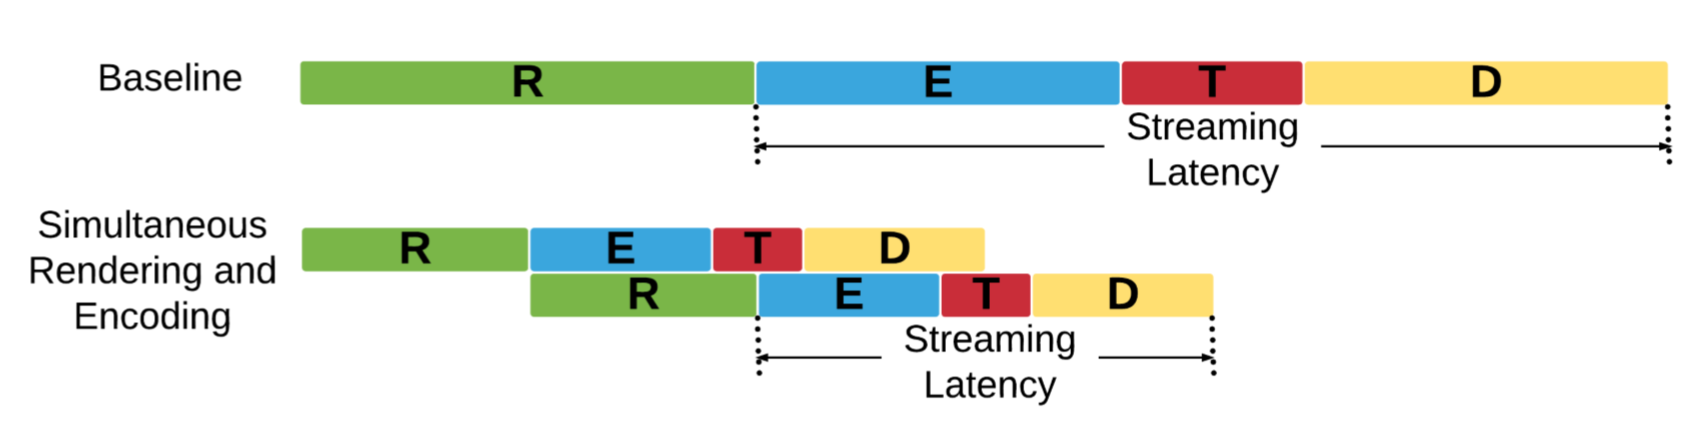 Baseline
R E T D
Streaming
Latency
Simultaneous
Rendering and
Encoding
R E T D
R E T D
Streaming
Latency